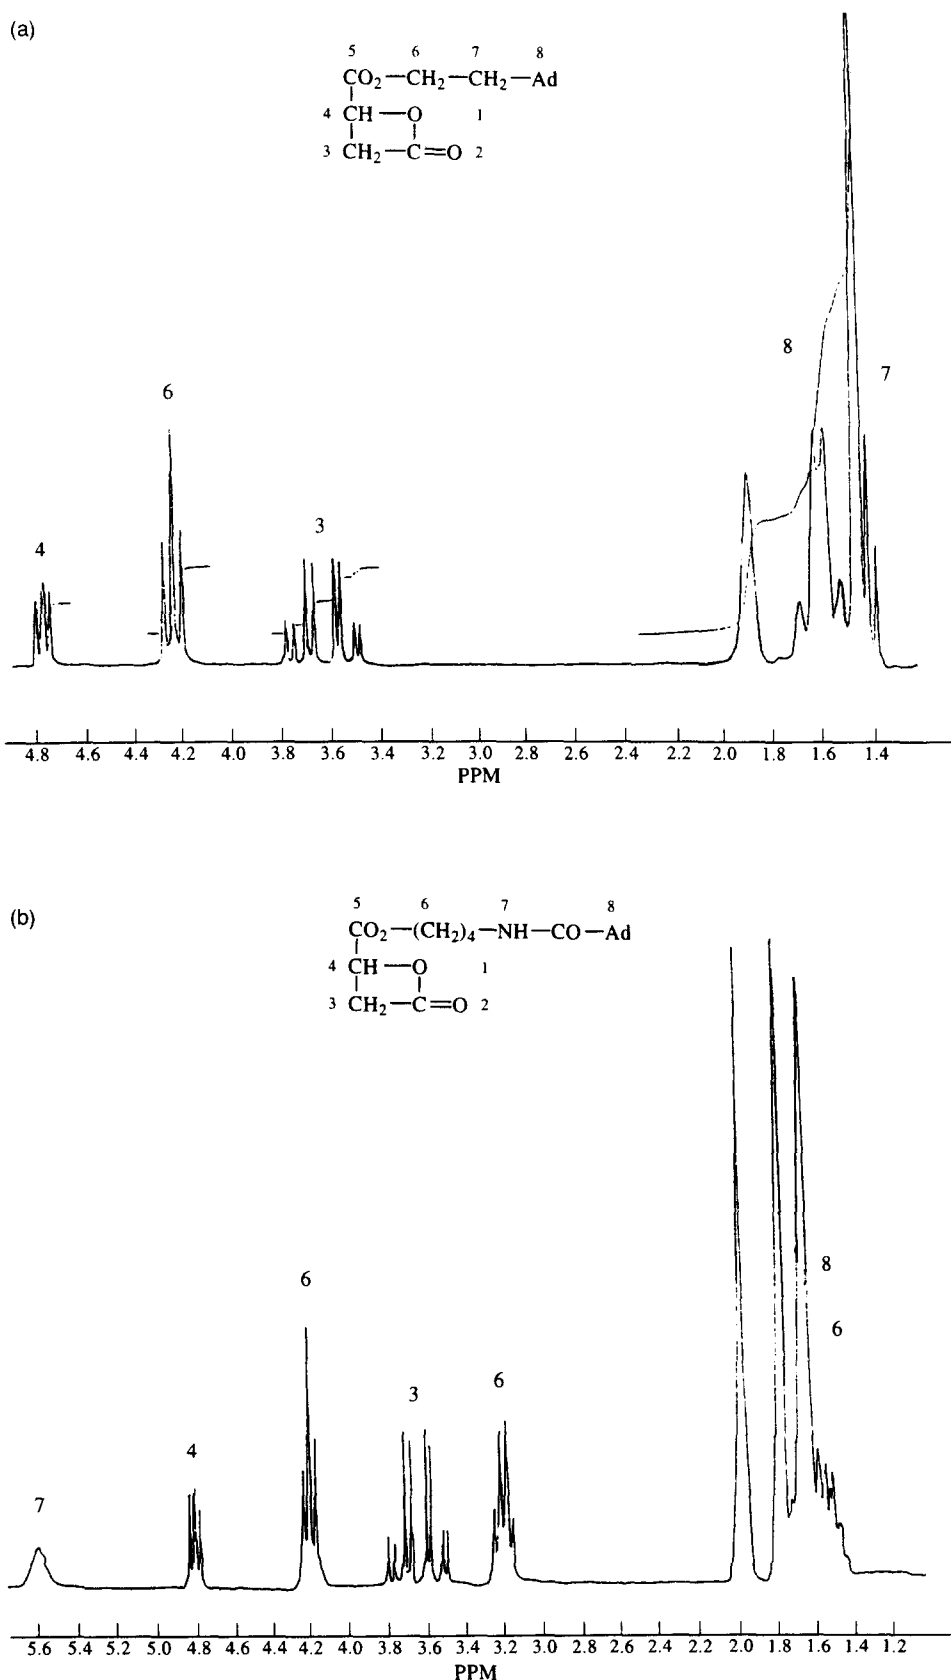 (a)
5 6 7 8
CO2—CH2—CH2—Ad
4 CH—O 1
3 CH2—C=O 2
8
7
6
3
4
4.8 4.6 4.4 4.2 4.0 3.8 3.6 3.4 3.2 3.0 2.8 2.6 2.4 2.2 2.0 1.8 1.6 1.4
PPM
(b)
5 6 7 8
CO2—(CH2)4—NH—CO—Ad
4 CH—O 1
3 CH2—C=O 2
8
6
6
6
3
4
7
5.6 5.2 5.0 4.8 4.6 4.4 4.2 4.0 3.8 3.6 3.4 3.2 3.0 3.0 2.8 2.6 2.4 2.2 2.0 1.8 1.6 1.4 1.2
PPM